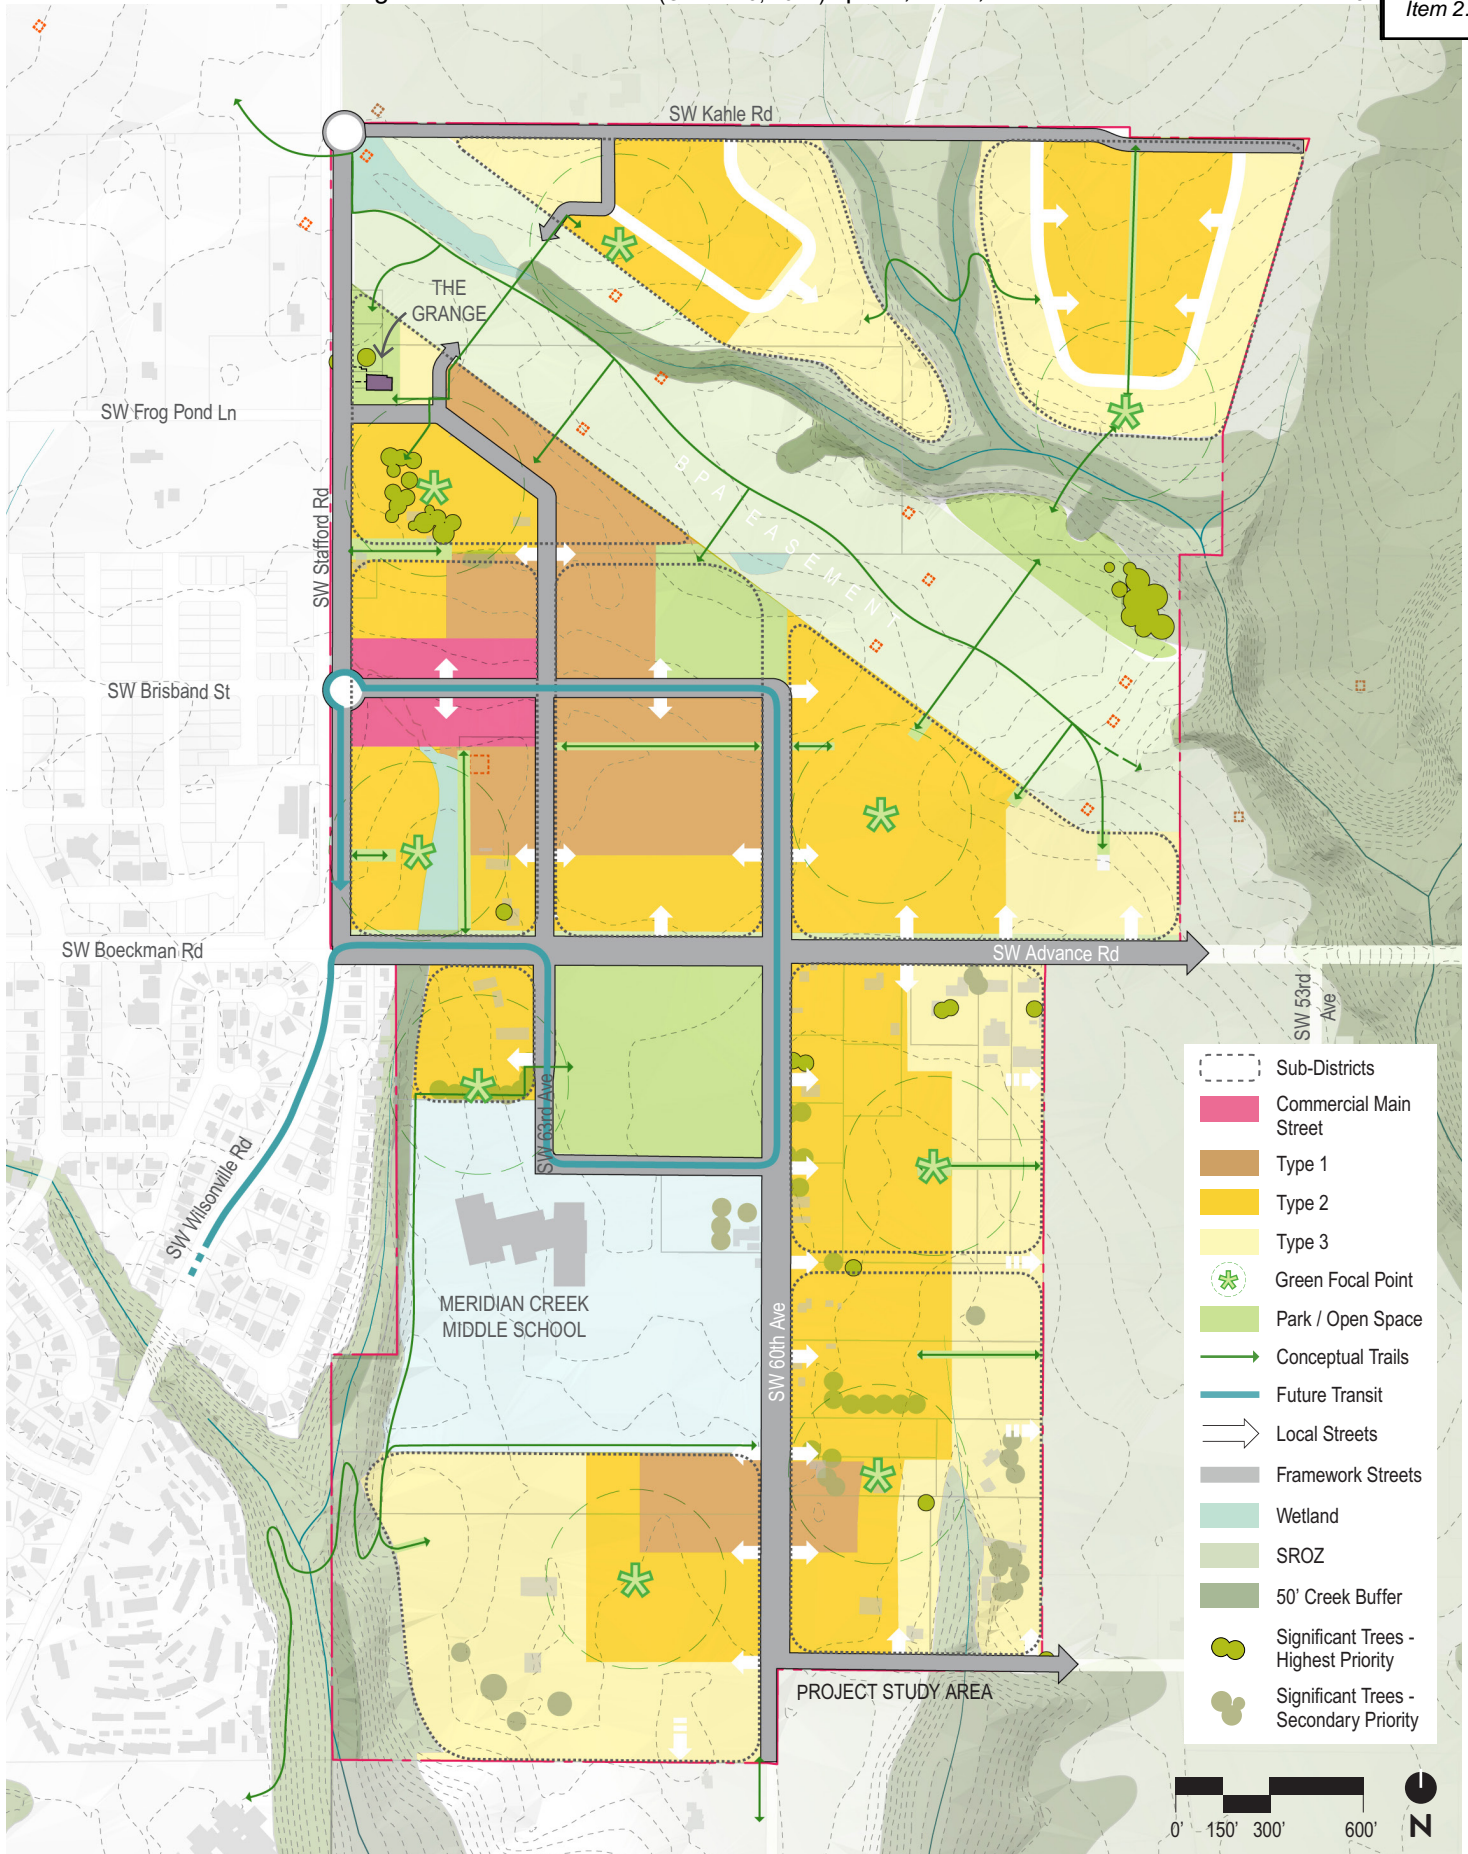 Item 2.
SW Kahle Rd
THE
GRANGE
SW Frog Pond Ln
SW Stafford Rd
BPA EASEMENT
SW Brisband St
SW Boeckman Rd
SW Advance Rd
SW 53rd
Ave
SW 63rd Ave
SW Wilsonville Rd
MERIDIAN CREEK
MIDDLE SCHOOL
SW 60th Ave
PROJECT STUDY AREA
Sub-Districts
Commercial Main
Street
Type 1
Type 2
Type 3
Green Focal Point
Park / Open Space
Conceptual Trails
Future Transit
Local Streets
Framework Streets
Wetland
SROZ
50' Creek Buffer
Significant Trees -
Highest Priority
Significant Trees -
Secondary Priority
0' 150' 300' 600'
N